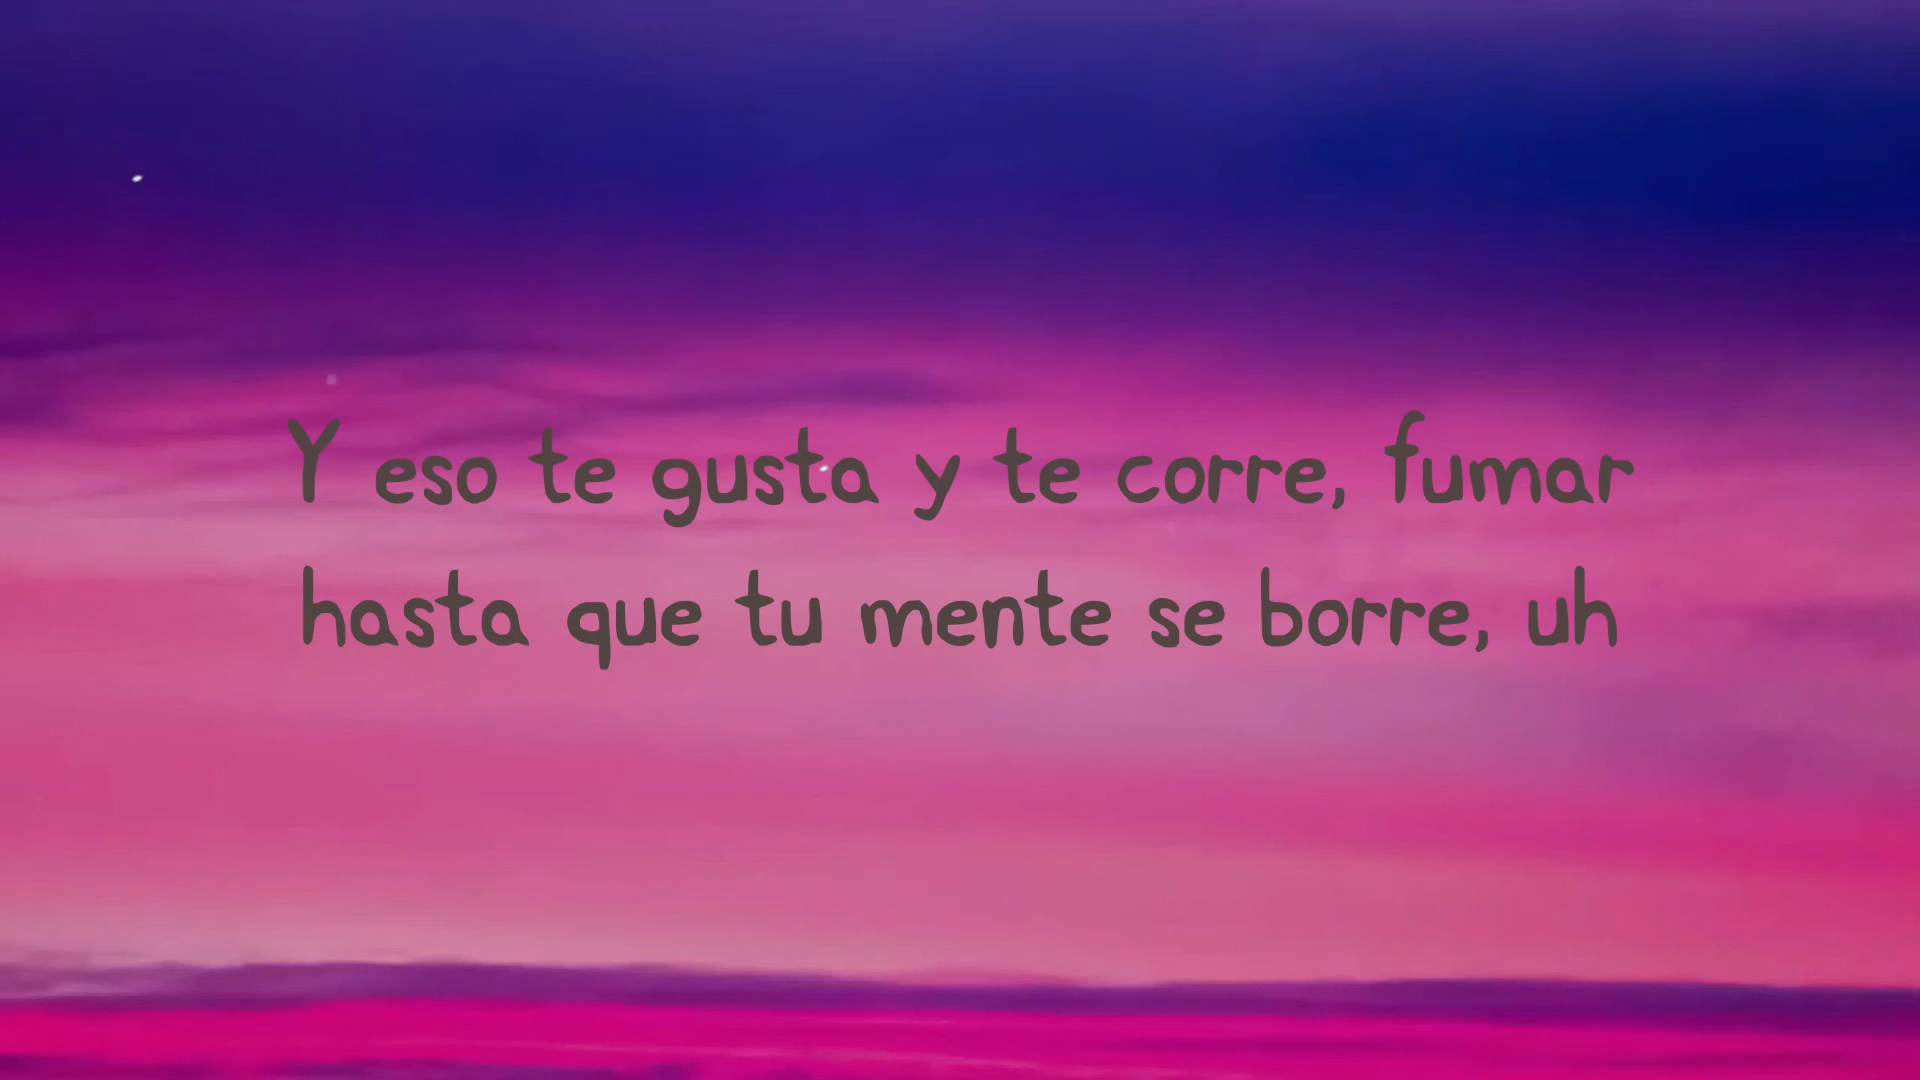 Y eso te gusta y te corre, fumar
hasta que tu mente se borre, uh